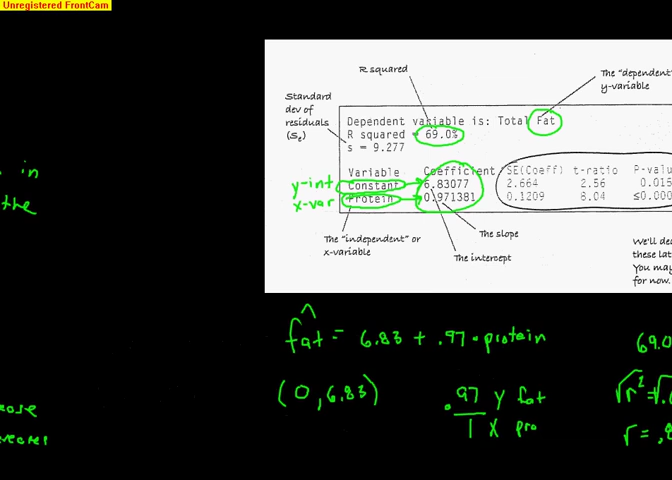 Unregistered FrontCam
R squared
The "dependent"
y-variable
Standard
dev of
residuals
(Se)
Dependent variable is: Total Fat
R squared = 69.0%
s = 9.277
Variable Coefficient SE(Coeff) t-ratio P-valu
y-int Constant 6.83077 2.664 2.56 0.015
x-var Protein 0.971381 0.1209 8.04 ≤0.000
in
the
The "independent" or
x-variable
The slope
The intercept
We'll de
these lat
You may
for now.
fat^ = 6.83 + .97 · protein
69.0
(0, 6.83)
.97 y fat
1 x pro
√r² = √.
r = .8